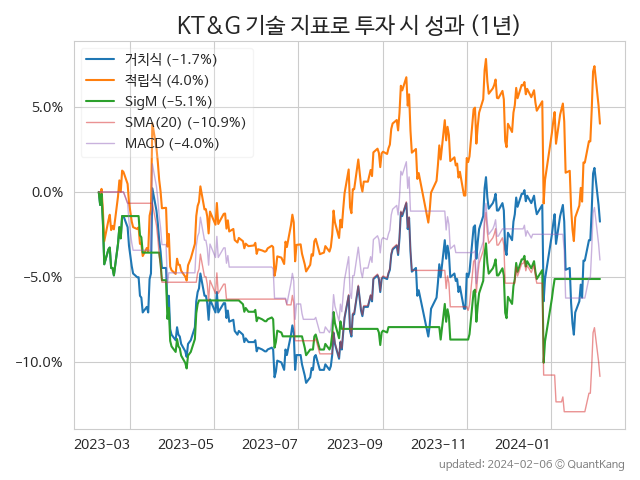 KT&G 기술 지표로 투자 시 성과 (1년)
거치식 (−1.7%)
적립식 (4.0%)
SigM (−5.1%)
SMA(20) (−10.9%)
MACD (−4.0%)
5.0%
0.0%
−5.0%
−10.0%
2023-03 2023-05 2023-07 2023-09 2023-11 2024-01
updated: 2024-02-06 © QuantKang